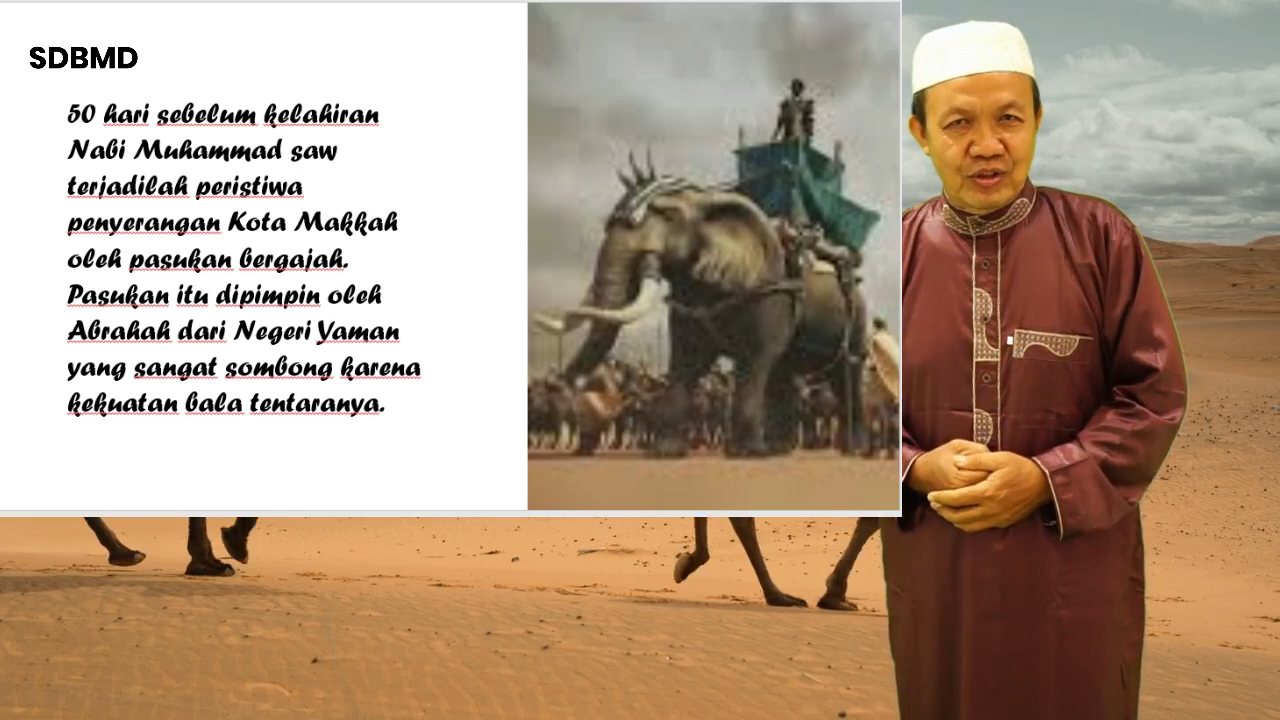 SDBMD
50 hari sebelum kelahiran
Nabi Muhammad saw
terjadilah peristiwa
penyerangan Kota Makkah
oleh pasukan bergajah.
Pasukan itu dipimpin oleh
Abrahah dari Negeri Yaman
yang sangat sombong karena
kekuatan bala tentaranya.